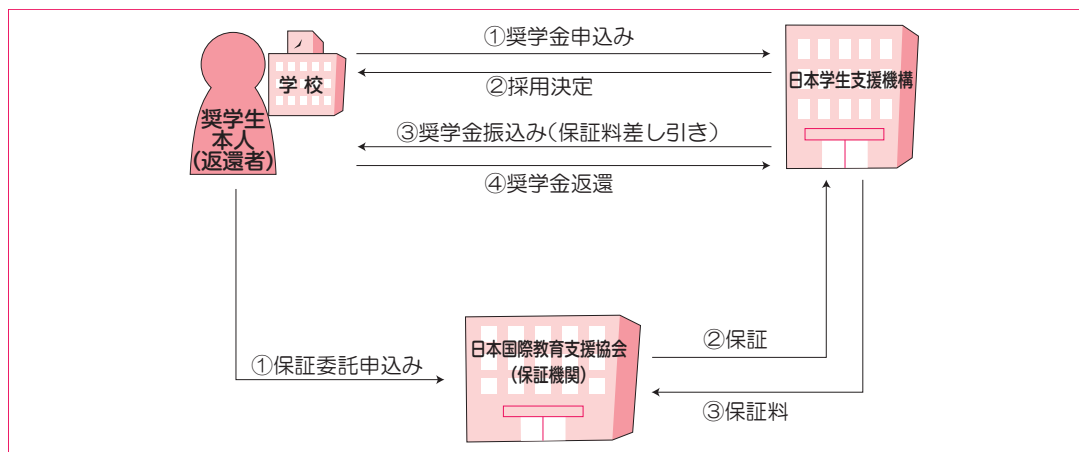 ①奨学金申込み
学校
②採用決定
日本学生支援機構
奨学生
本人
(返還者)
③奨学金振込み(保証料差し引き)
④奨学金返還
日本国際教育支援協会
(保証機関)
②保証
①保証委託申込み
③保証料